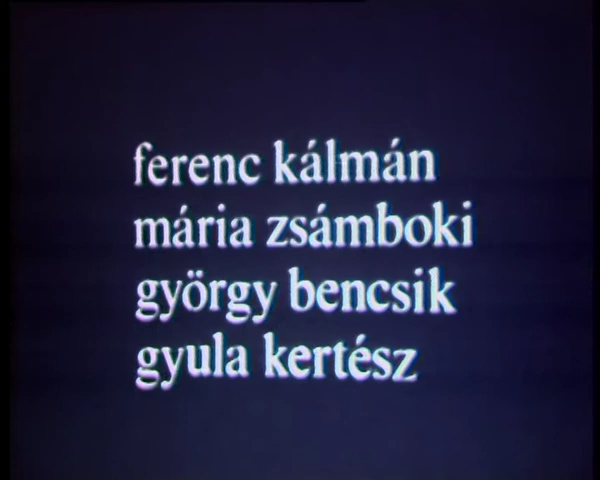 ferenc kálmán
mária zsámboki
györgy bencsik
gyula kertész